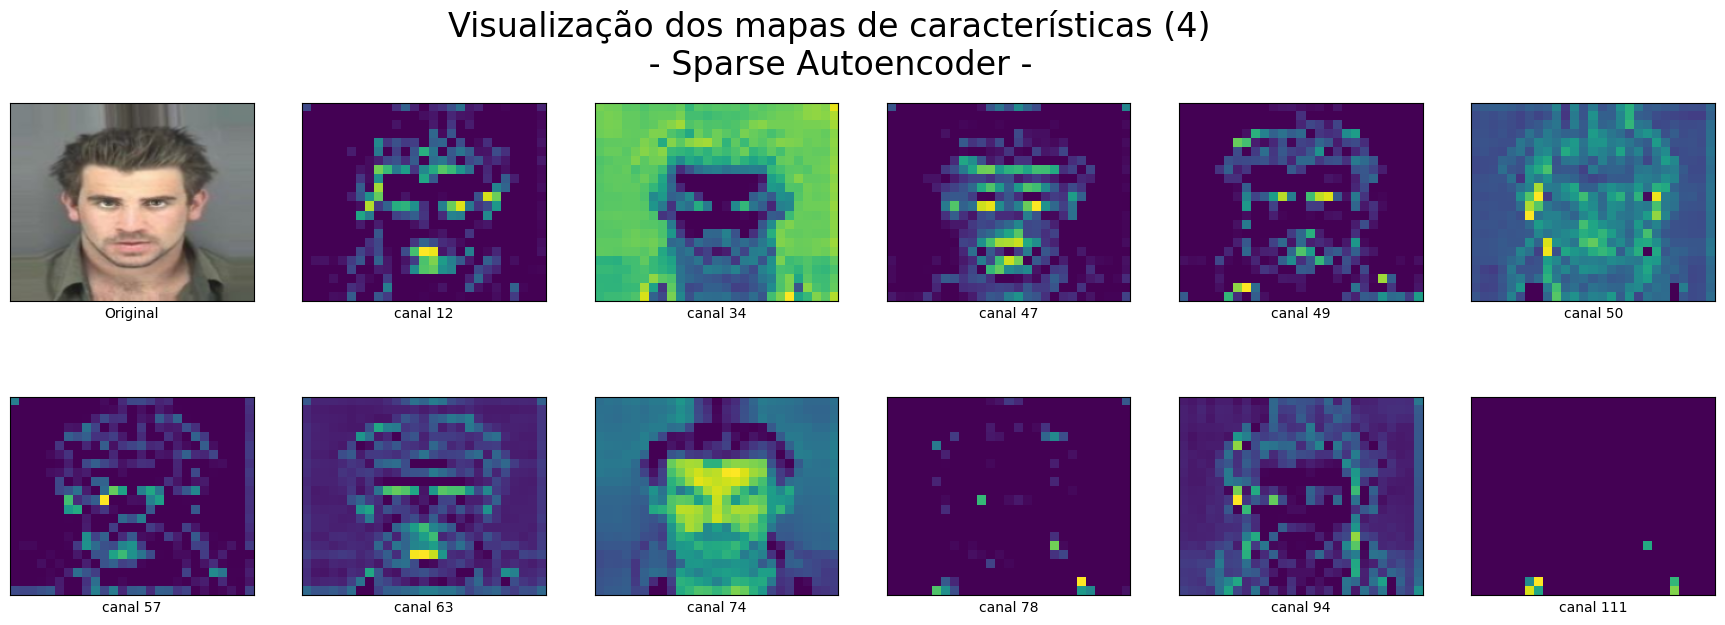 Visualização dos mapas de características (4)
- Sparse Autoencoder -
Original
canal 12
canal 34
canal 47
canal 49
canal 50
canal 57
canal 63
canal 74
canal 78
canal 94
canal 111